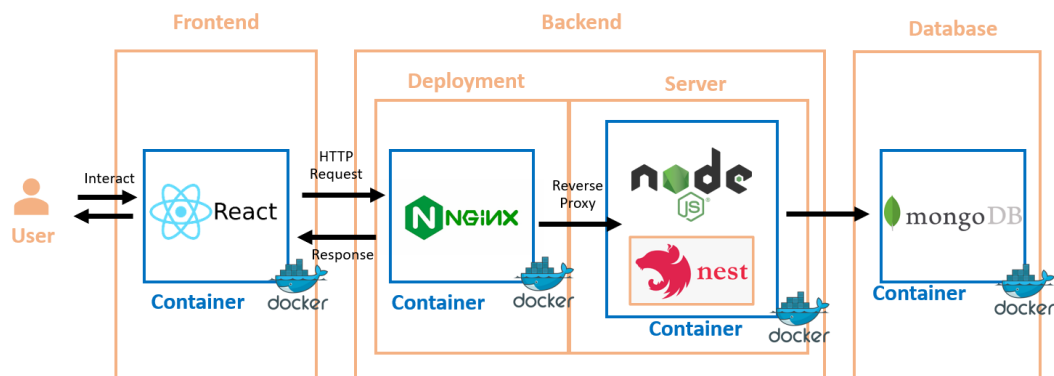 Frontend
Backend
Database
Deployment
Server
Interact
User
React
Container
docker
HTTP
Request
Response
NGINX
Container
docker
Reverse
Proxy
node
JS
nest
Container
docker
mongoDB
Container
docker